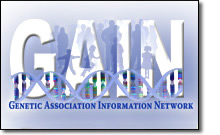 GAIN
GENETIC ASSOCIATION INFORMATION NETWORK